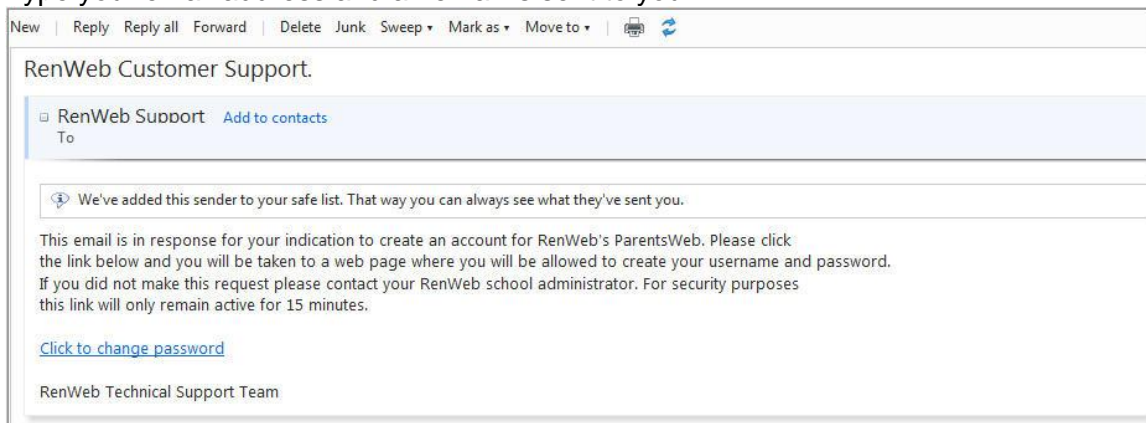 New | Reply Reply all Forward | Delete Junk Sweep Mark as Move to
RenWeb Customer Support.
RenWeb Support Add to contacts
To
We've added this sender to your safe list. That way you can always see what they've sent you.
This email is in response for your indication to create an account for RenWeb's ParentsWeb. Please click
the link below and you will be taken to a web page where you will be allowed to create your username and password.
If you did not make this request please contact your RenWeb school administrator. For security purposes
this link will only remain active for 15 minutes.
Click to change password
RenWeb Technical Support Team